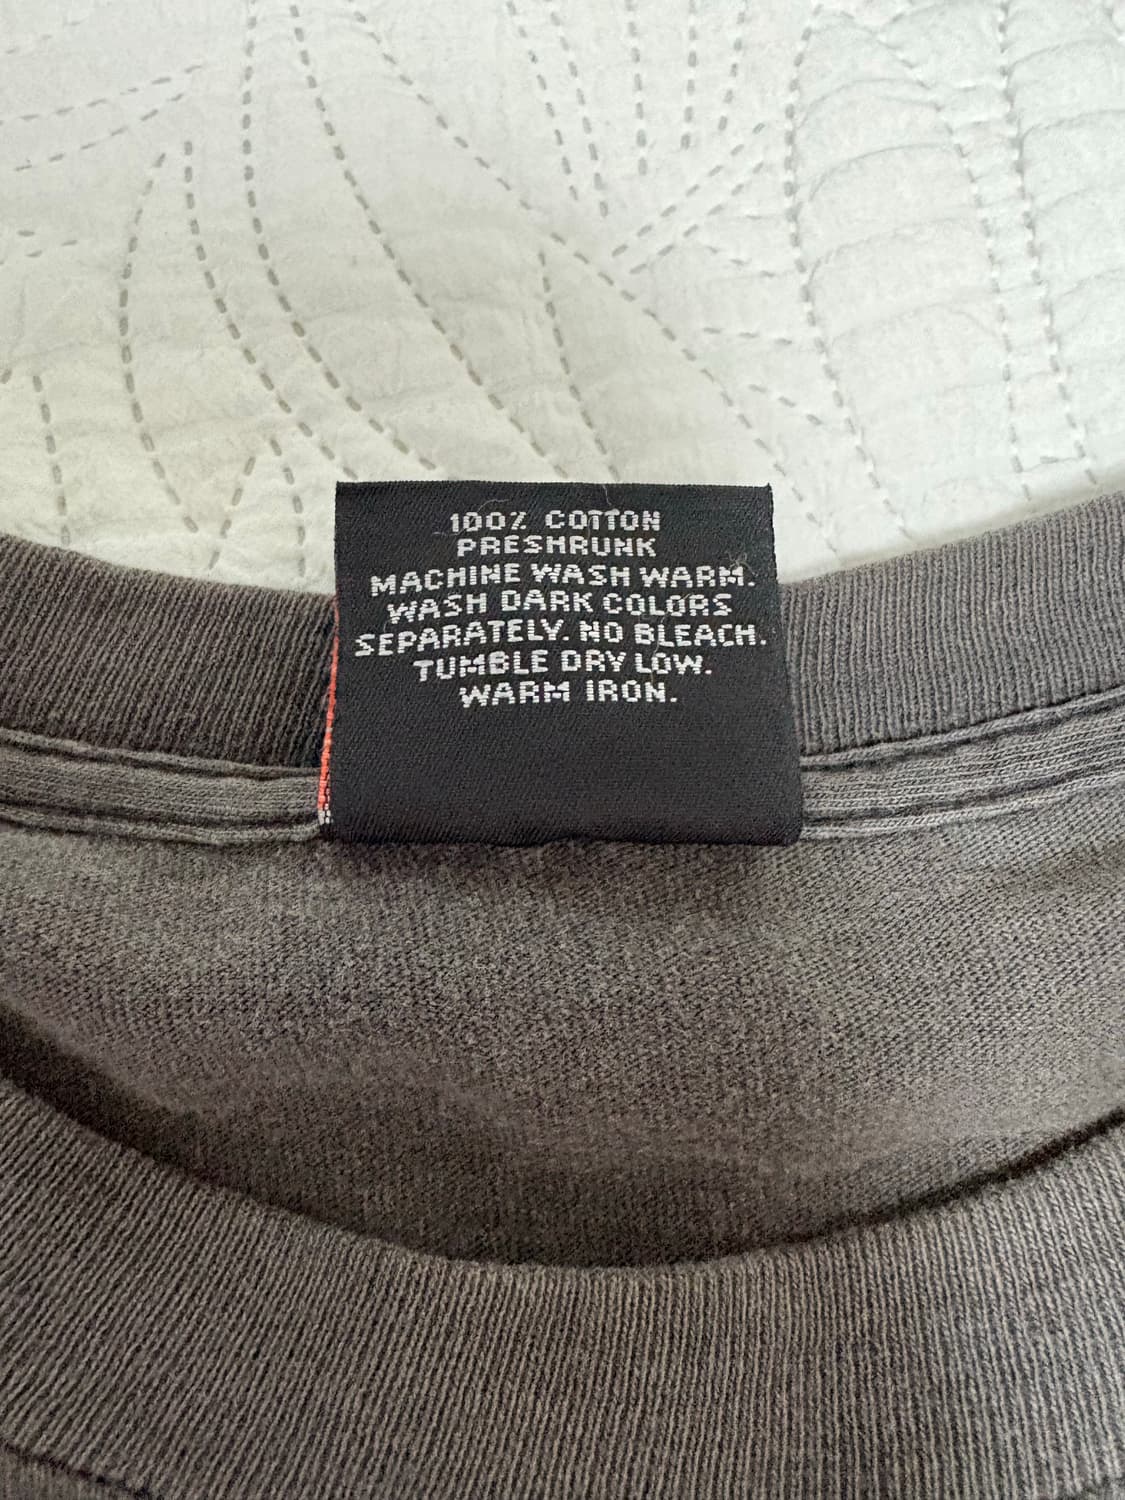 100% COTTON
PRESHRUNK
MACHINE WASH WARM.
WASH DARK COLORS
SEPARATELY. NO BLEACH.
TUMBLE DRY LOW.
WARM IRON.